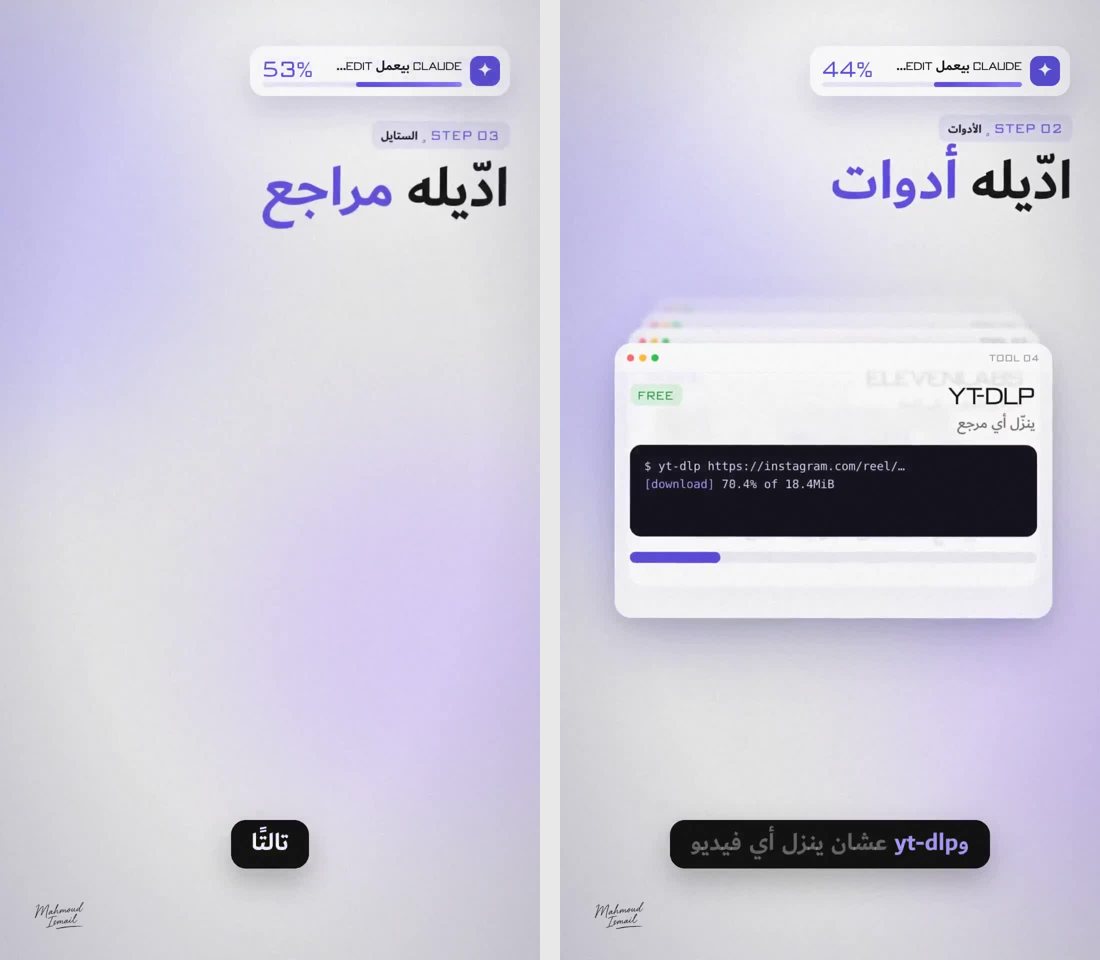 CLAUDE بيعمل EDIT...
53%
STEP 03 الستايل
ادّيله مراجع
تالتًا
Mahmoud
Ismail
CLAUDE بيعمل EDIT...
44%
STEP 02 الأدوات
ادّيله أدوات
TOOL 04
ELEVENLABS
FREE
YT-DLP
ينزّل أي مرجع
$ yt-dlp https://instagram.com/reel/…
[download] 78.4% of 18.4MiB
وyt-dlp عشان ينزل أي فيديو
Mahmoud
Ismail